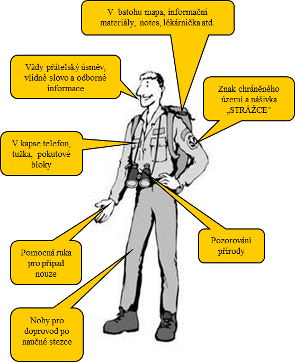 V batohu mapa, informační
materiály, notes, lékárnička atd.
Vždy přátelský úsměv,
vlídné slovo a odborné
informace
Znak chráněného
území a nášivka
„STRÁŽCE"
V kapse telefon,
tužka, pokutové
bloky
Pozorování
přírody
Pomocná ruka
pro případ
nouze
Nohy pro
doprovod po
naučné stezce